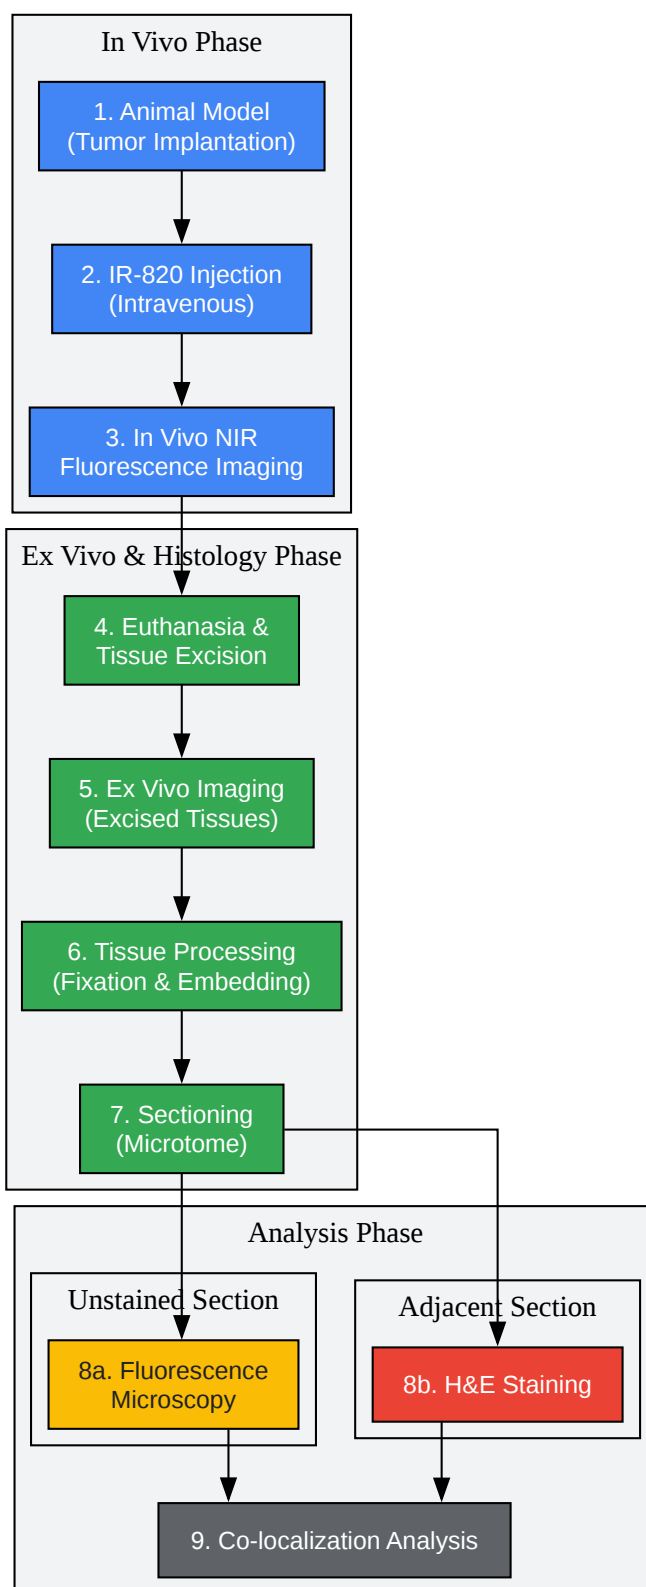 In Vivo Phase
1. Animal Model
(Tumor Implantation)
2. IR-820 Injection
(Intravenous)
3. In Vivo NIR
Fluorescence Imaging
Ex Vivo & Histology Phase
4. Euthanasia &
Tissue Excision
5. Ex Vivo Imaging
(Excised Tissues)
6. Tissue Processing
(Fixation & Embedding)
7. Sectioning
(Microtome)
Analysis Phase
Unstained Section
8a. Fluorescence
Microscopy
Adjacent Section
8b. H&E Staining
9. Co-localization Analysis